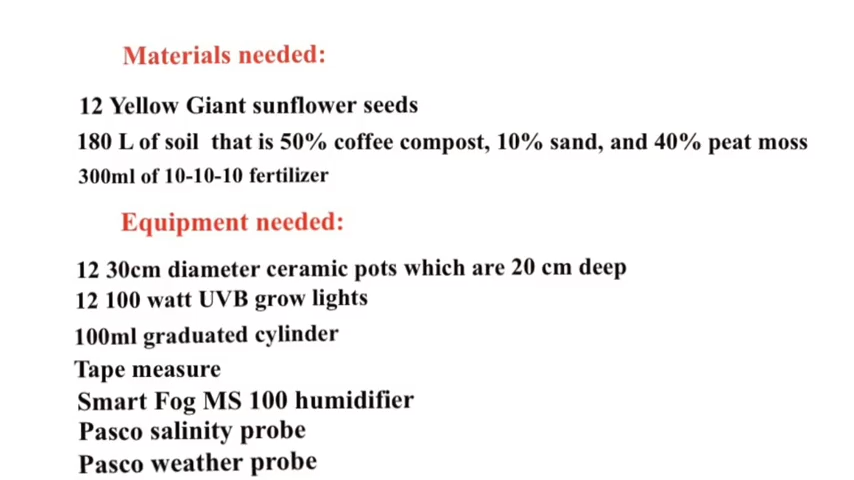 Materials needed:
12 Yellow Giant sunflower seeds
180 L of soil that is 50% coffee compost, 10% sand, and 40% peat moss
300ml of 10-10-10 fertilizer
Equipment needed:
12 30cm diameter ceramic pots which are 20 cm deep
12 100 watt UVB grow lights
100ml graduated cylinder
Tape measure
Smart Fog MS 100 humidifier
Pasco salinity probe
Pasco weather probe